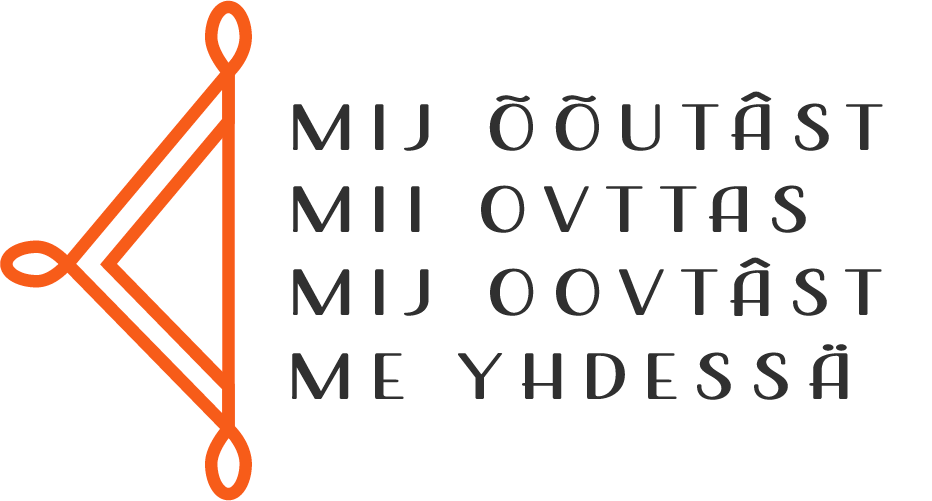 MIJ ÕÕUTÂST
MII OVTTAS
MIJ OOVTÂST
ME YHDESSÄ